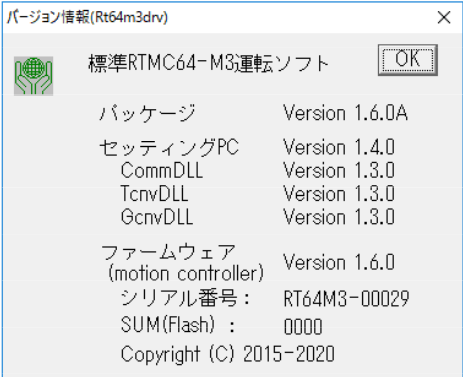 バージョン情報(Rt64m3drv)
標準RTMC64-M3運転ソフト OK
パッケージ Version 1.6.0A
セッティングPC Version 1.4.0
CommDLL Version 1.3.0
TcnvDLL Version 1.3.0
GcnvDLL Version 1.3.0
ファームウェア
(motion controller) Version 1.6.0
シリアル番号： RT64M3-00029
SUM(Flash) ： 0000
Copyright (C) 2015-2020